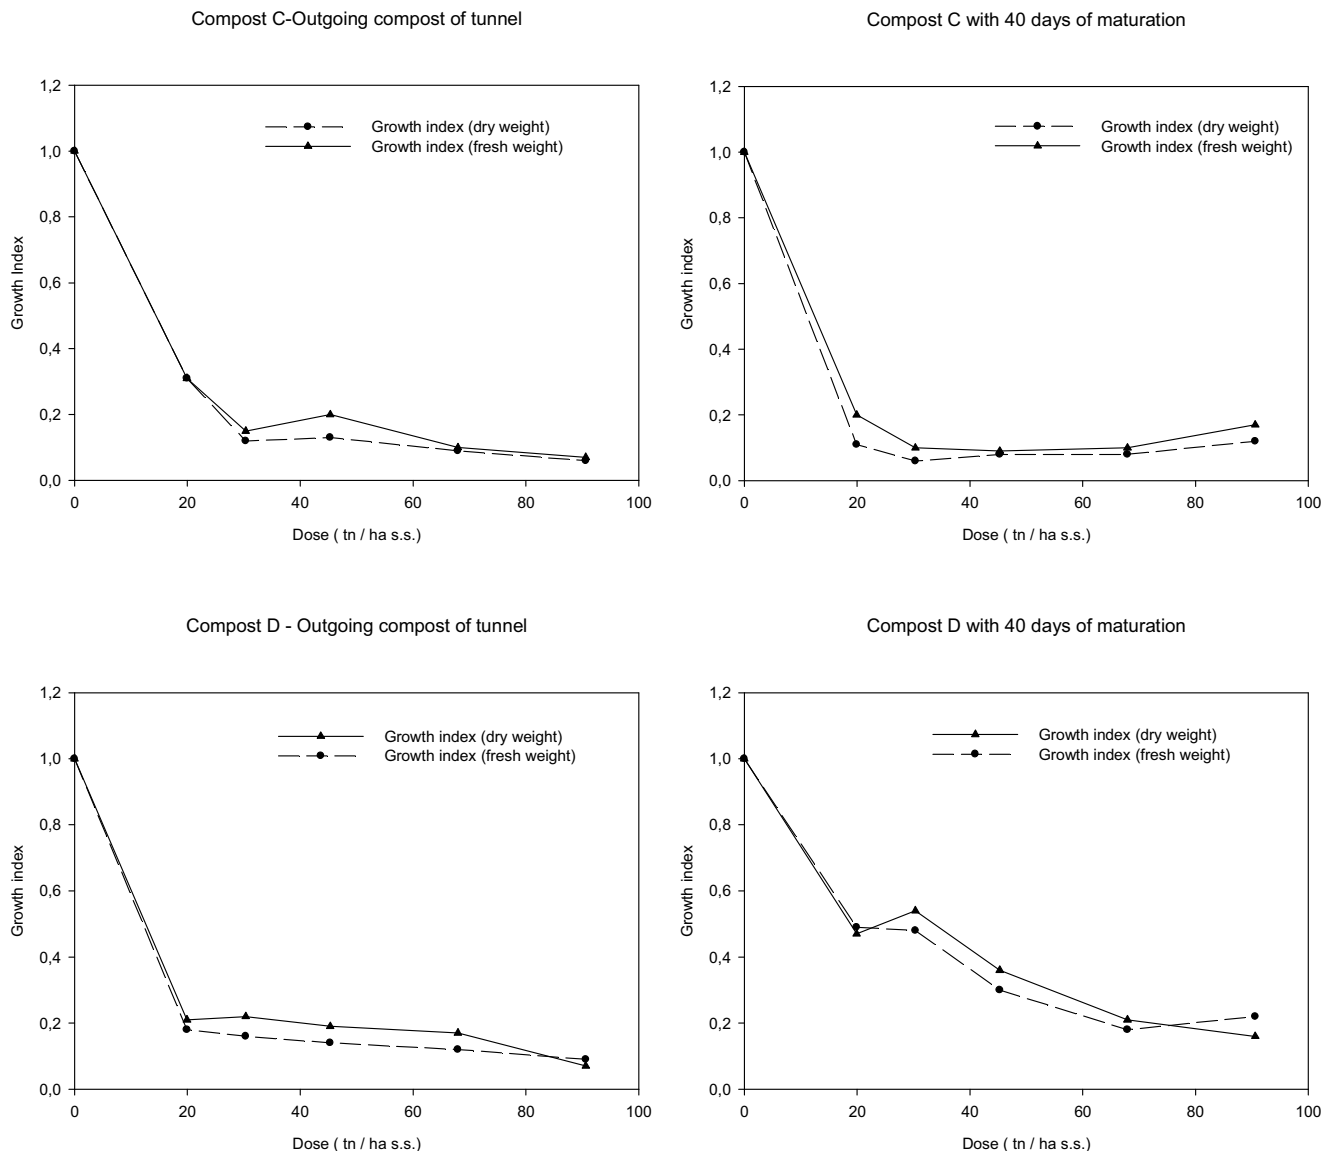 Compost C-Outgoing compost of tunnel
1,2
1,0
0,8
0,6
0,4
0,2
0,0
Growth Index
Growth index (dry weight)
Growth index (fresh weight)
0 20 40 60 80 100
Dose ( tn / ha s.s.)
Compost C with 40 days of maturation
1,2
1,0
0,8
0,6
0,4
0,2
0,0
Growth index
Growth index (dry weight)
Growth index (fresh weight)
0 20 40 60 80 100
Dose ( tn / ha s.s.)
Compost D - Outgoing compost of tunnel
1,2
1,0
0,8
0,6
0,4
0,2
0,0
Growth index
Growth index (dry weight)
Growth index (fresh weight)
0 20 40 60 80 100
Dose ( tn / ha s.s.)
Compost D with 40 days of maturation
1,2
1,0
0,8
0,6
0,4
0,2
0,0
Growth index
Growth index (dry weight)
Growth index (fresh weight)
0 20 40 60 80 100
Dose ( tn / ha s.s.)